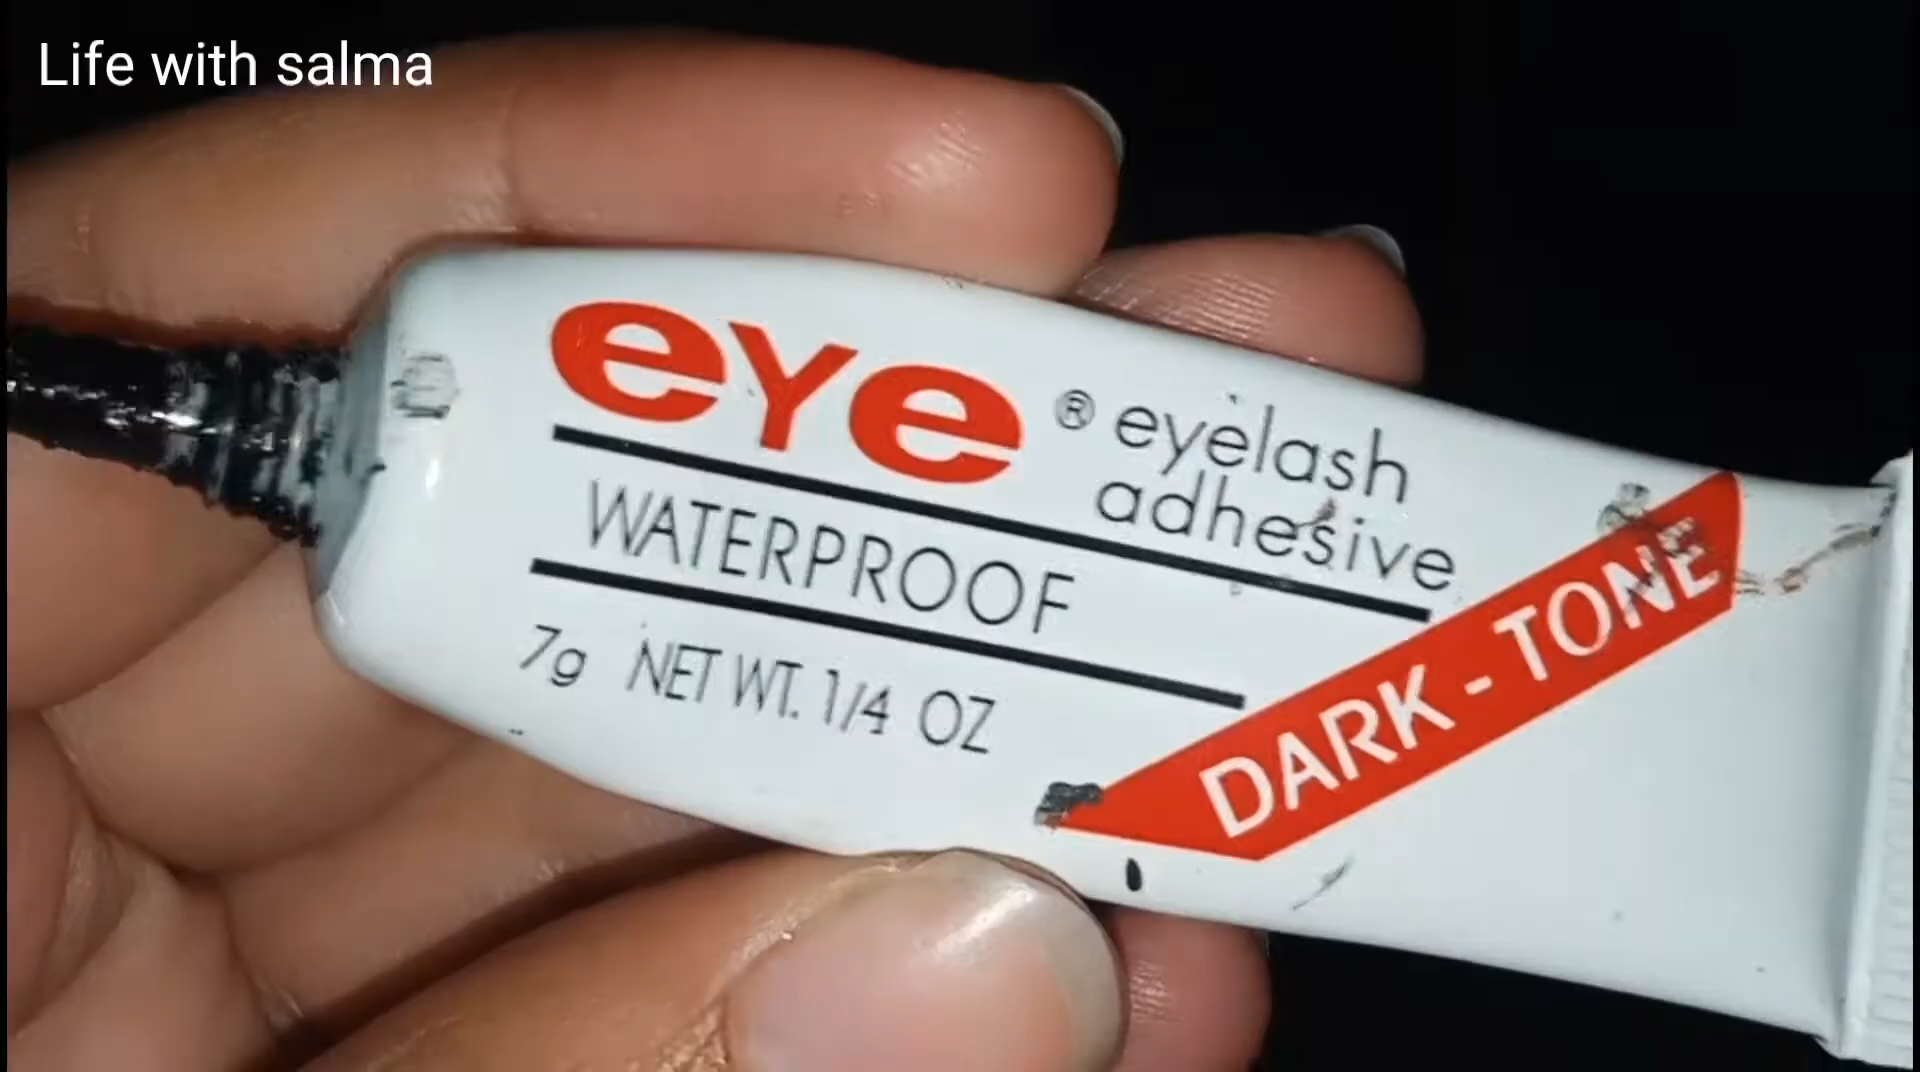 Life with salma
eye ® eyelash
adhesive
WATERPROOF
7g NET WT. 1/4 OZ
DARK - TONE